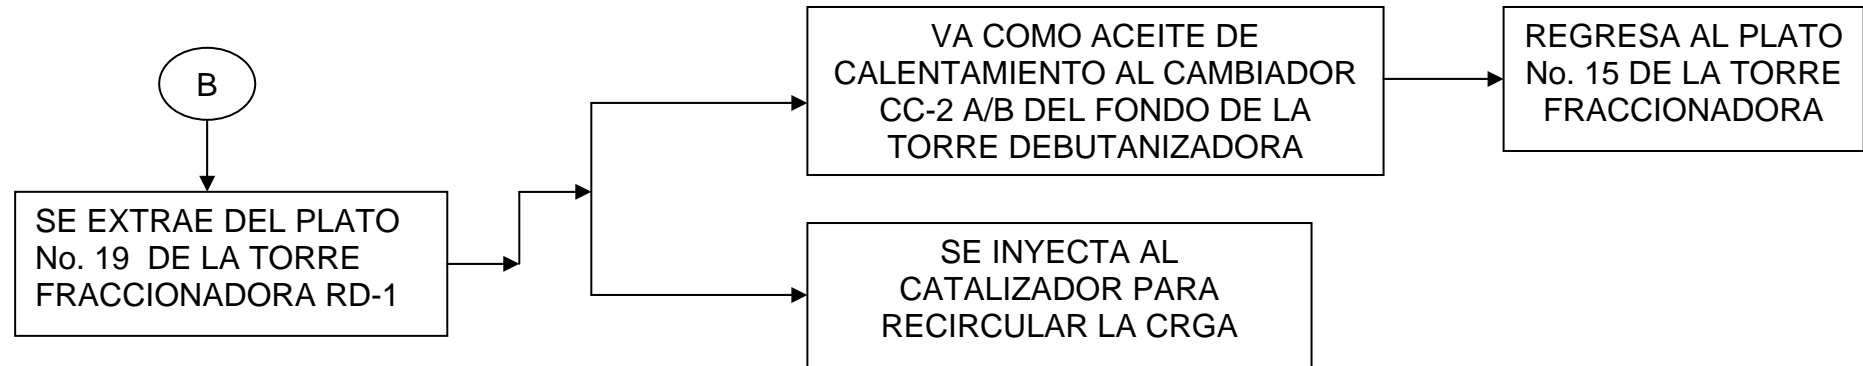 B
SE EXTRAE DEL PLATO
No. 19 DE LA TORRE
FRACCIONADORA RD-1
VA COMO ACEITE DE
CALENTAMIENTO AL CAMBIADOR
CC-2 A/B DEL FONDO DE LA
TORRE DEBUTANIZADORA
REGRESA AL PLATO
No. 15 DE LA TORRE
FRACCIONADORA
SE INYECTA AL
CATALIZADOR PARA
RECIRCULAR LA CRGA